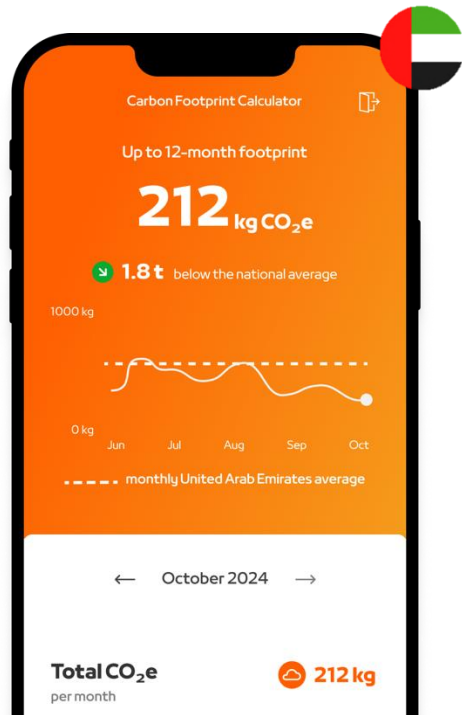 Carbon Footprint Calculator
Up to 12-month footprint
212 kg CO₂e
1.8 t below the national average
1000 kg
0 kg
Jun Jul Aug Sep Oct
monthly United Arab Emirates average
← October 2024 →
Total CO₂e 212 kg
per month